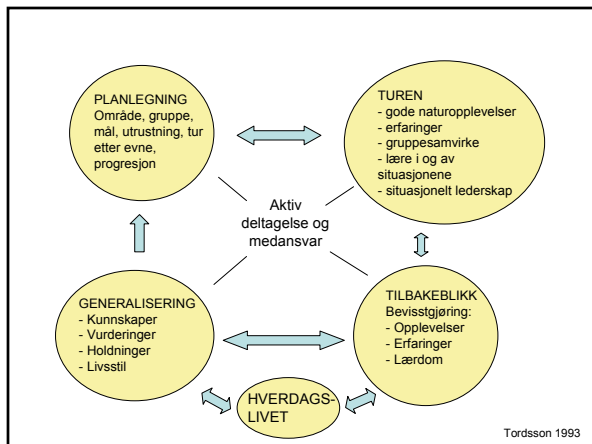 PLANLEGNING
Område, gruppe,
mål, utrustning, tur
etter evne,
progresjon
TUREN
- gode naturopplevelser
- erfaringer
- gruppesamvirke
- lære i og av
situasjonene
- situasjonelt lederskap
Aktiv
deltagelse og
medansvar
GENERALISERING
- Kunnskaper
- Vurderinger
- Holdninger
- Livsstil
TILBAKEBLIKK
Bevisstgjøring:
- Opplevelser
- Erfaringer
- Lærdom
HVERDAGS-
LIVET
Tordsson 1993